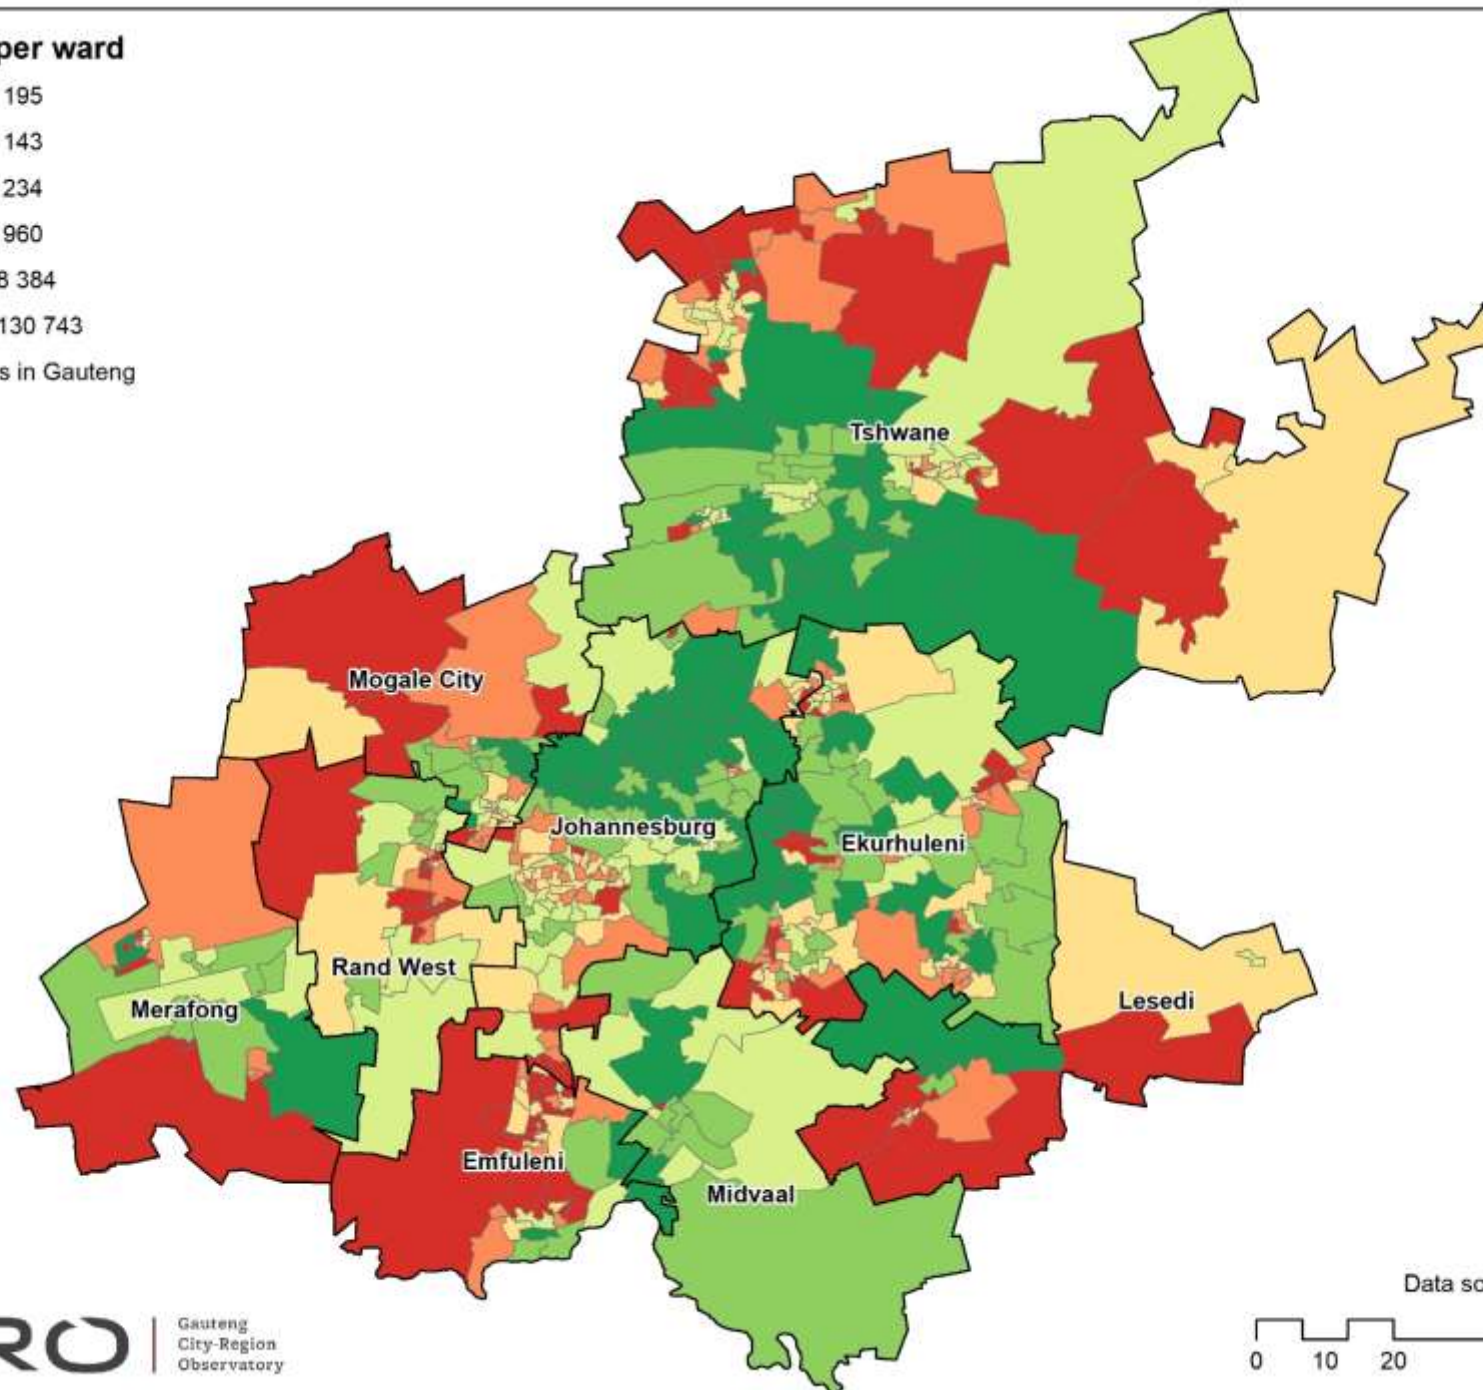 per ward
195
143
234
960
8 384
130 743
s in Gauteng
Tshwane
Mogale City
Johannesburg
Ekurhuleni
Rand West
Merafong
Lesedi
Emfuleni
Midvaal
Data so
RO
Gauteng
City-Region
Observatory
0 10 20